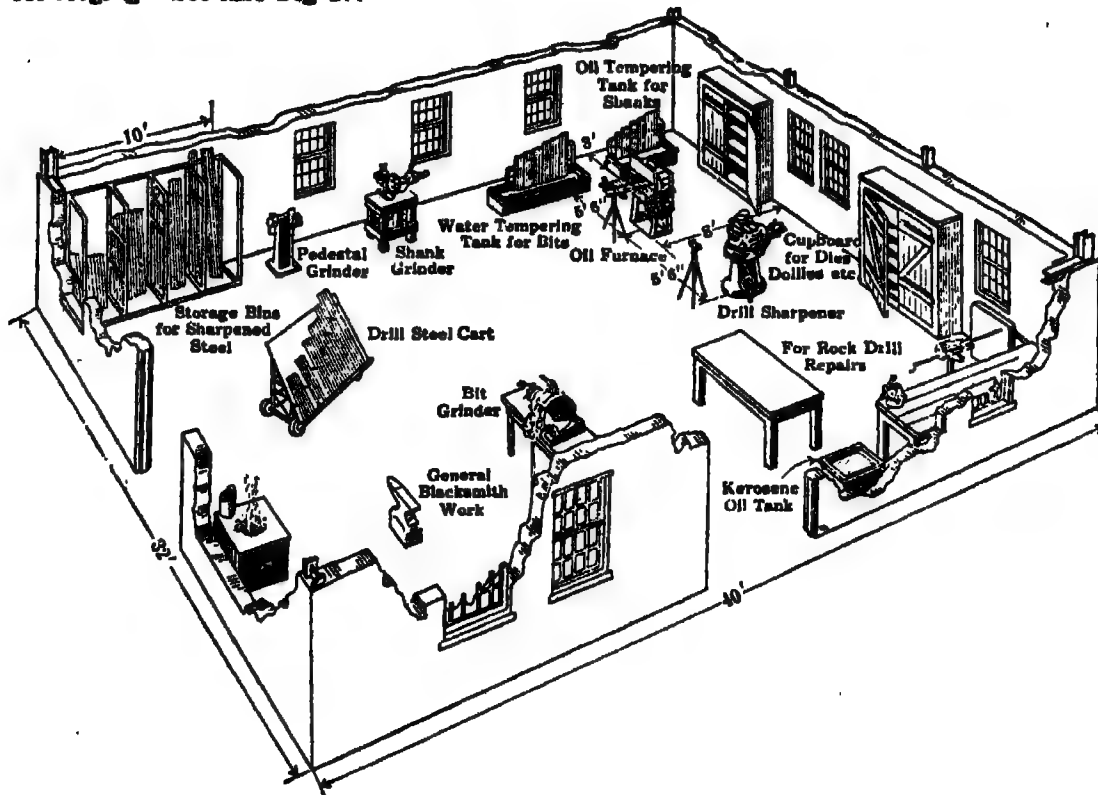 10'
Oil Tempering
Tank for
Shanks
3'
5' 6"
Water Tempering
Tank for Bits
Oil Furnace
8'
5' 6"
Pedestal
Grinder
Shank
Grinder
Cupboard
for Dies
Dollies etc
Drill Sharpener
Storage Bins
for Sharpened
Steel
Drill Steel Cart
For Rock Drill
Repairs
Bit
Grinder
General
Blacksmith
Work
Kerosene
Oil Tank
32'
40'